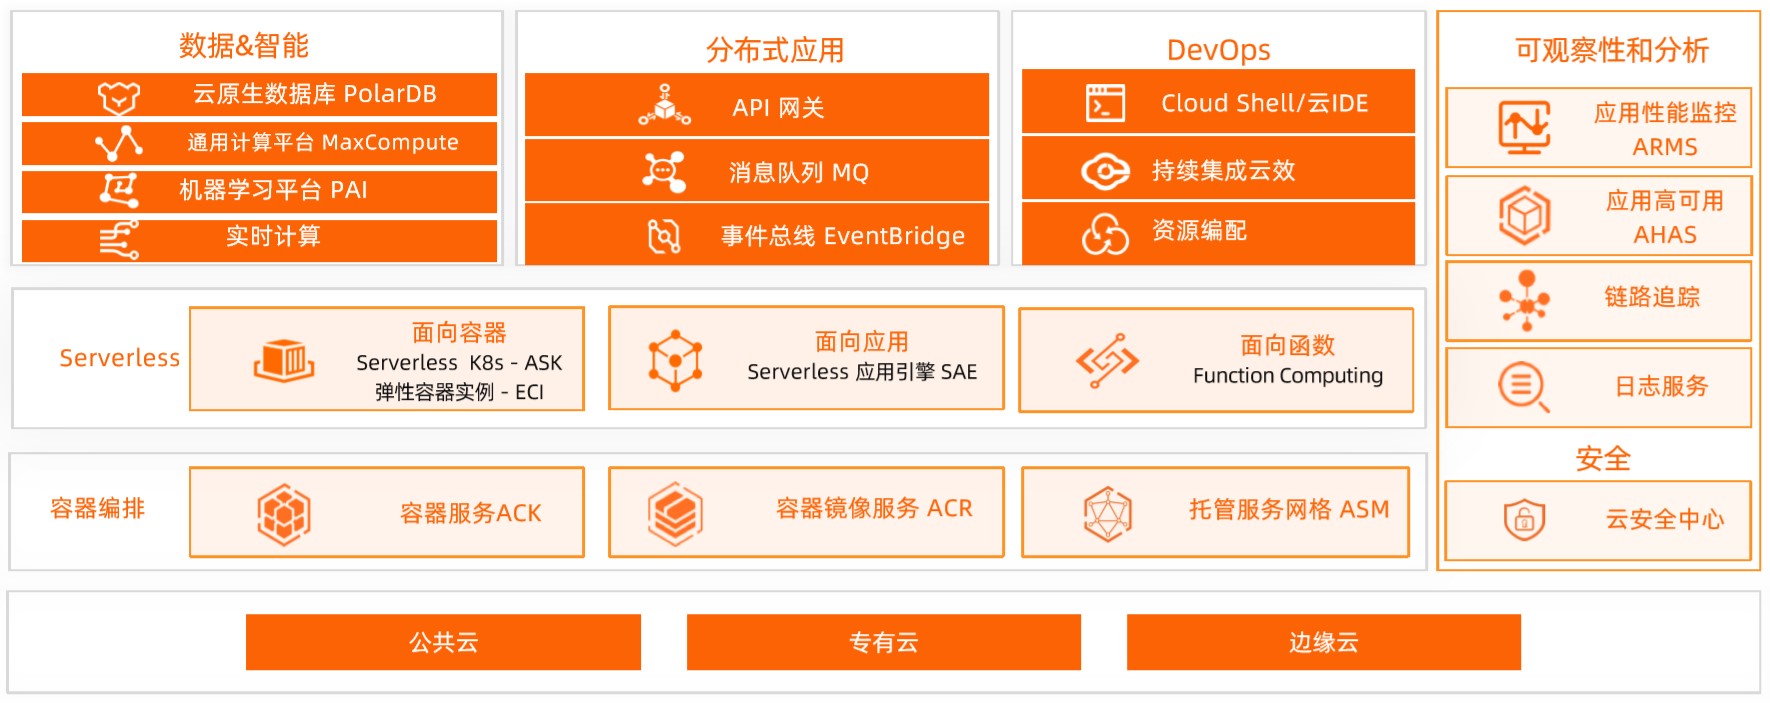 数据&智能
云原生数据库 PolarDB
通用计算平台 MaxCompute
机器学习平台 PAI
实时计算
分布式应用
API 网关
消息队列 MQ
事件总线 EventBridge
DevOps
Cloud Shell/云IDE
持续集成云效
资源编配
可观察性和分析
应用性能监控
ARMS
应用高可用
AHAS
链路追踪
日志服务
安全
云安全中心
Serverless
面向容器
Serverless K8s - ASK
弹性容器实例 - ECI
面向应用
Serverless 应用引擎 SAE
面向函数
Function Computing
容器编排
容器服务ACK
容器镜像服务 ACR
托管服务网格 ASM
公共云
专有云
边缘云